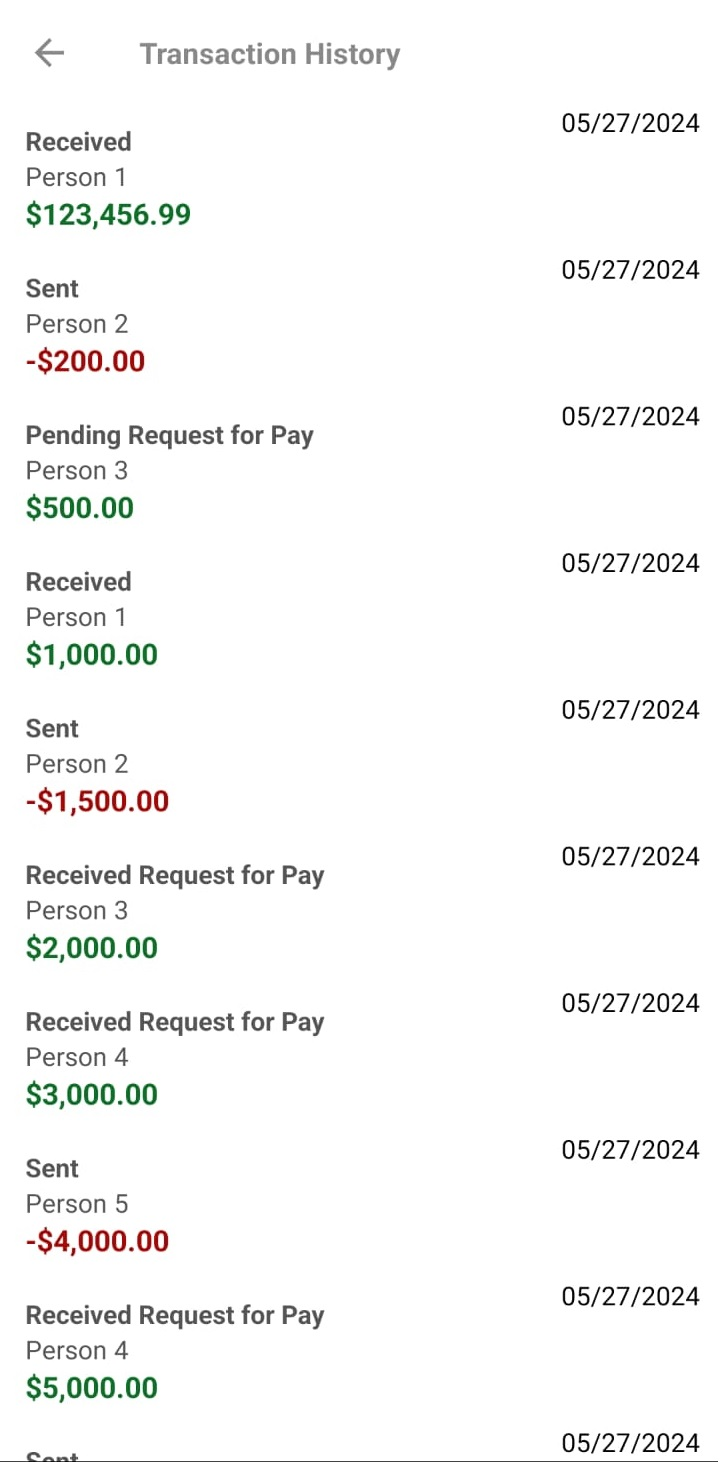 Transaction History
05/27/2024
Received
Person 1
$123,456.99
05/27/2024
Sent
Person 2
-$200.00
05/27/2024
Pending Request for Pay
Person 3
$500.00
05/27/2024
Received
Person 1
$1,000.00
05/27/2024
Sent
Person 2
-$1,500.00
05/27/2024
Received Request for Pay
Person 3
$2,000.00
05/27/2024
Received Request for Pay
Person 4
$3,000.00
05/27/2024
Sent
Person 5
-$4,000.00
05/27/2024
Received Request for Pay
Person 4
$5,000.00
05/27/2024
Sent